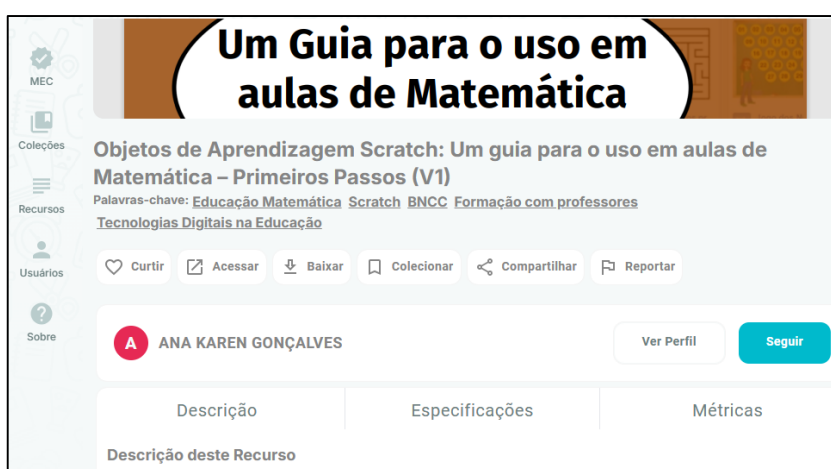 Um Guia para o uso em
aulas de Matemática
MEC
Coleções
Recursos
Usuários
Sobre
Objetos de Aprendizagem Scratch: Um guia para o uso em aulas de
Matemática – Primeiros Passos (V1)
Palavras-chave: Educação Matemática Scratch BNCC Formação com professores
Tecnologias Digitais na Educação
Curtir Acessar Baixar Colecionar Compartilhar Reportar
A ANA KAREN GONÇALVES Ver Perfil Seguir
Descrição Especificações Métricas
Descrição deste Recurso